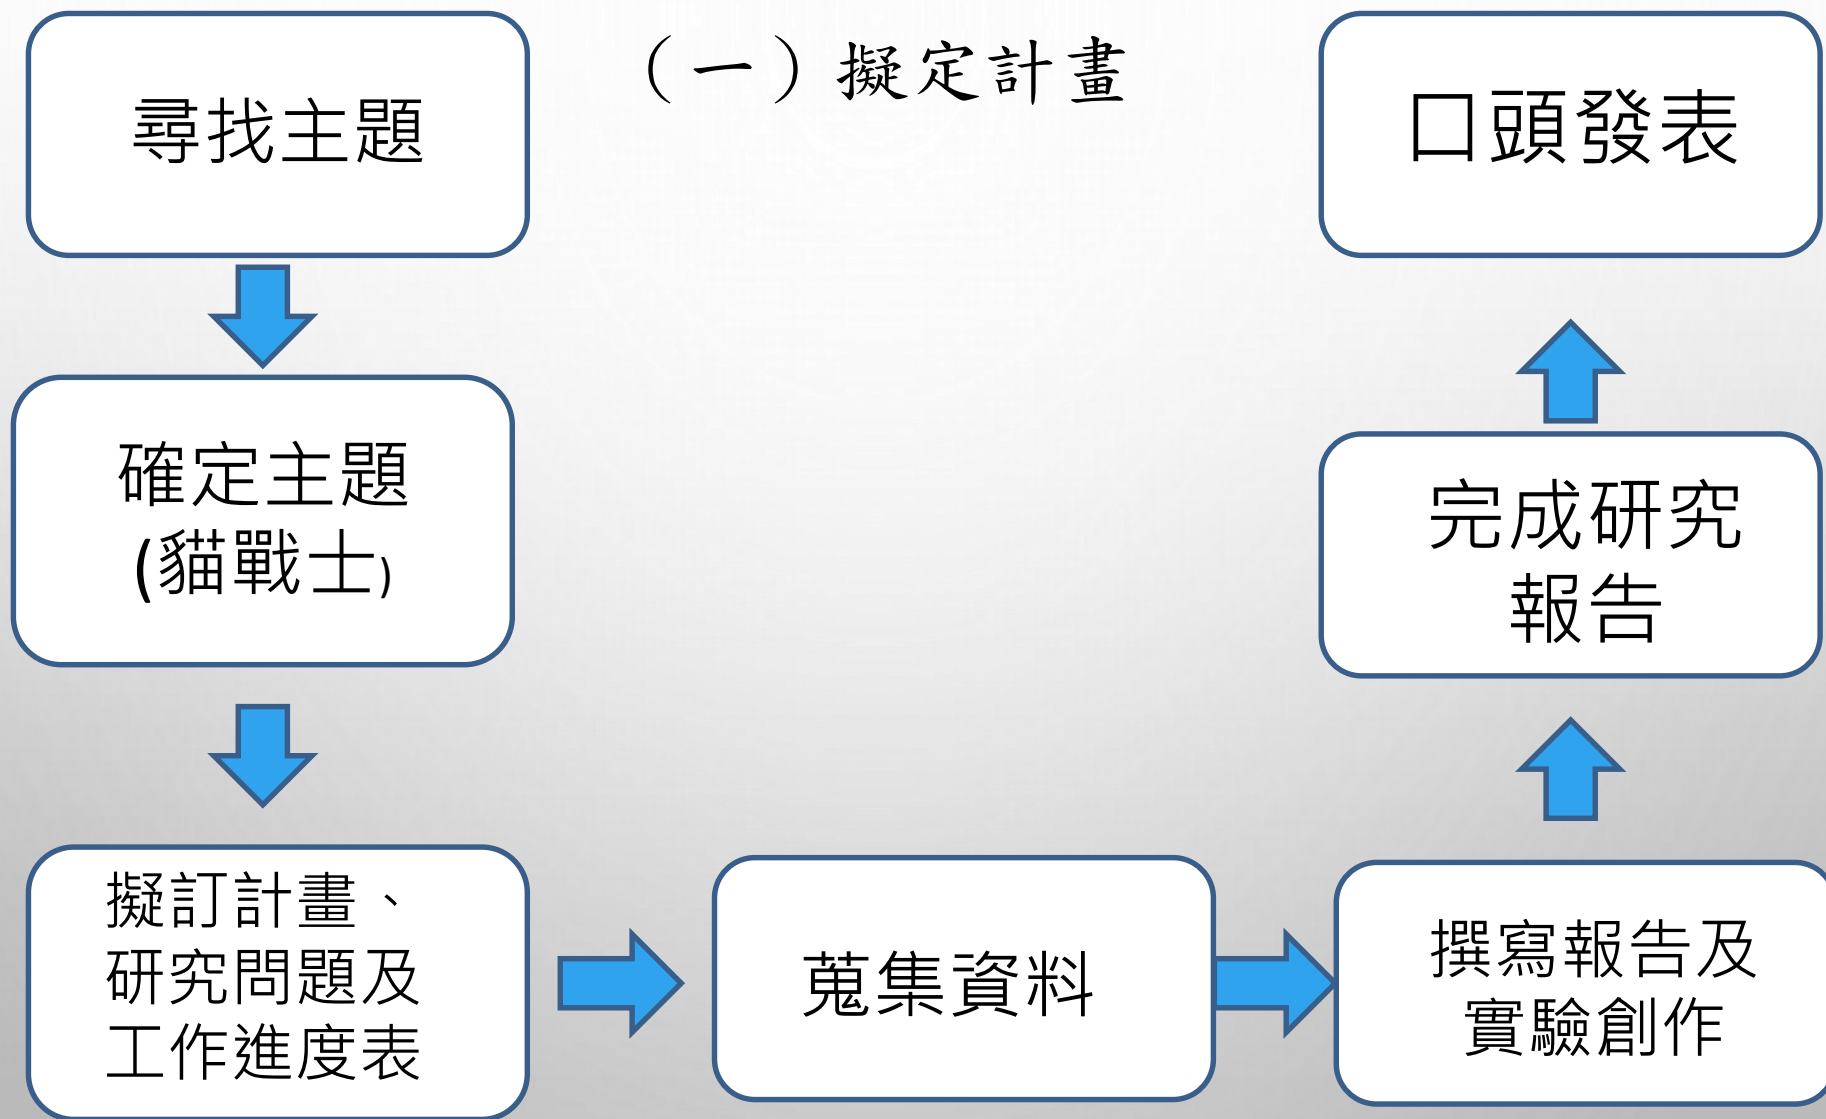 （一）擬定計畫
尋找主題
確定主題
(貓戰士)
擬訂計畫、
研究問題及
工作進度表
蒐集資料
撰寫報告及
實驗創作
完成研究
報告
口頭發表